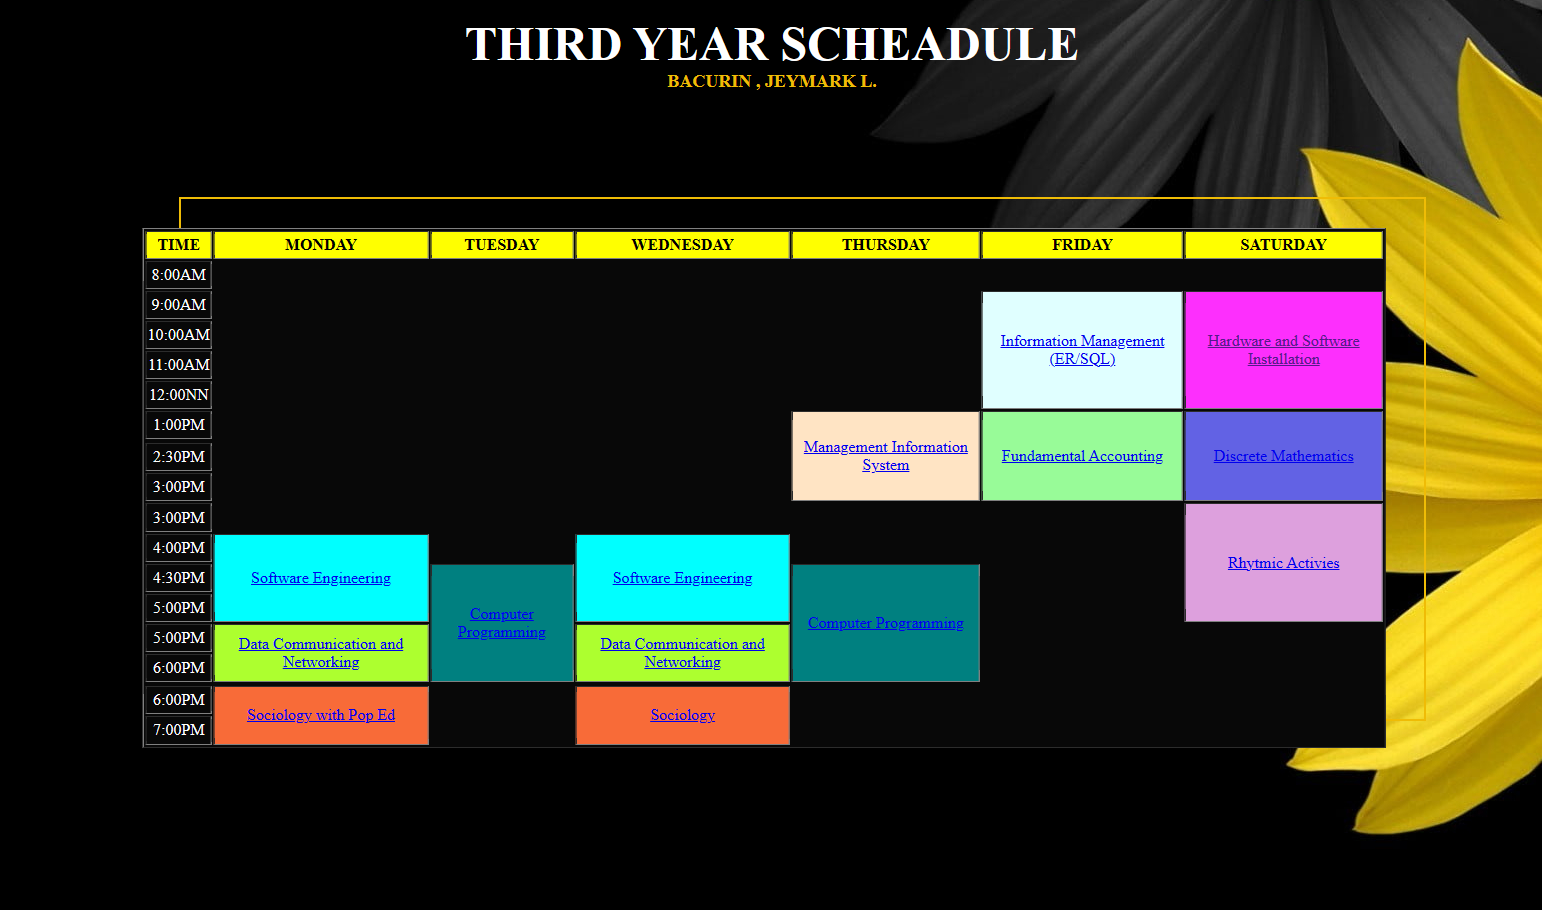 THIRD YEAR SCHEADULE
BACURIN , JEYMARK L.
TIME MONDAY TUESDAY WEDNESDAY THURSDAY FRIDAY SATURDAY
8:00AM
9:00AM
10:00AM
Information Management
(ER/SQL)
Hardware and Software
Installation
11:00AM
12:00NN
1:00PM
Management Information
System
Fundamental Accounting
Discrete Mathematics
2:30PM
3:00PM
3:00PM
4:00PM
Rhytmic Activies
4:30PM
Software Engineering
Software Engineering
5:00PM
Computer
Programming
Computer Programming
5:00PM
Data Communication and
Networking
Data Communication and
Networking
6:00PM
6:00PM
Sociology with Pop Ed
Sociology
7:00PM